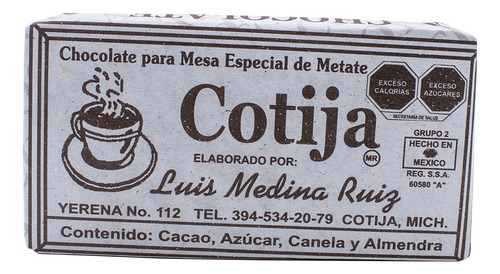 CHOCOLATE
Chocolate para Mesa Especial de Metate
EXCESO CALORÍAS
EXCESO AZÚCARES
SECRETARÍA DE SALUD
Cotija
MR
GRUPO 2
HECHO EN
MEXICO
REG. S.S.A.
60580 "A"
ELABORADO POR:
Luis Medina Ruiz
YERENA No. 112 TEL. 394-534-20-79 COTIJA, MICH.
Contenido: Cacao, Azúcar, Canela y Almendra